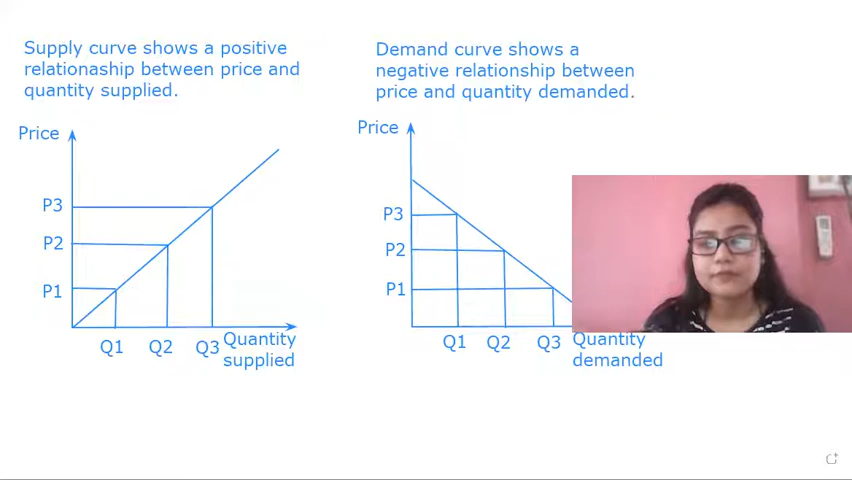 Supply curve shows a positive
relationaship between price and
quantity supplied.
Price
P3
P2
P1
Q1 Q2 Q3 Quantity
supplied
Demand curve shows a
negative relationship between
price and quantity demanded.
Price
P3
P2
P1
Q1 Q2 Q3 Quantity
demanded